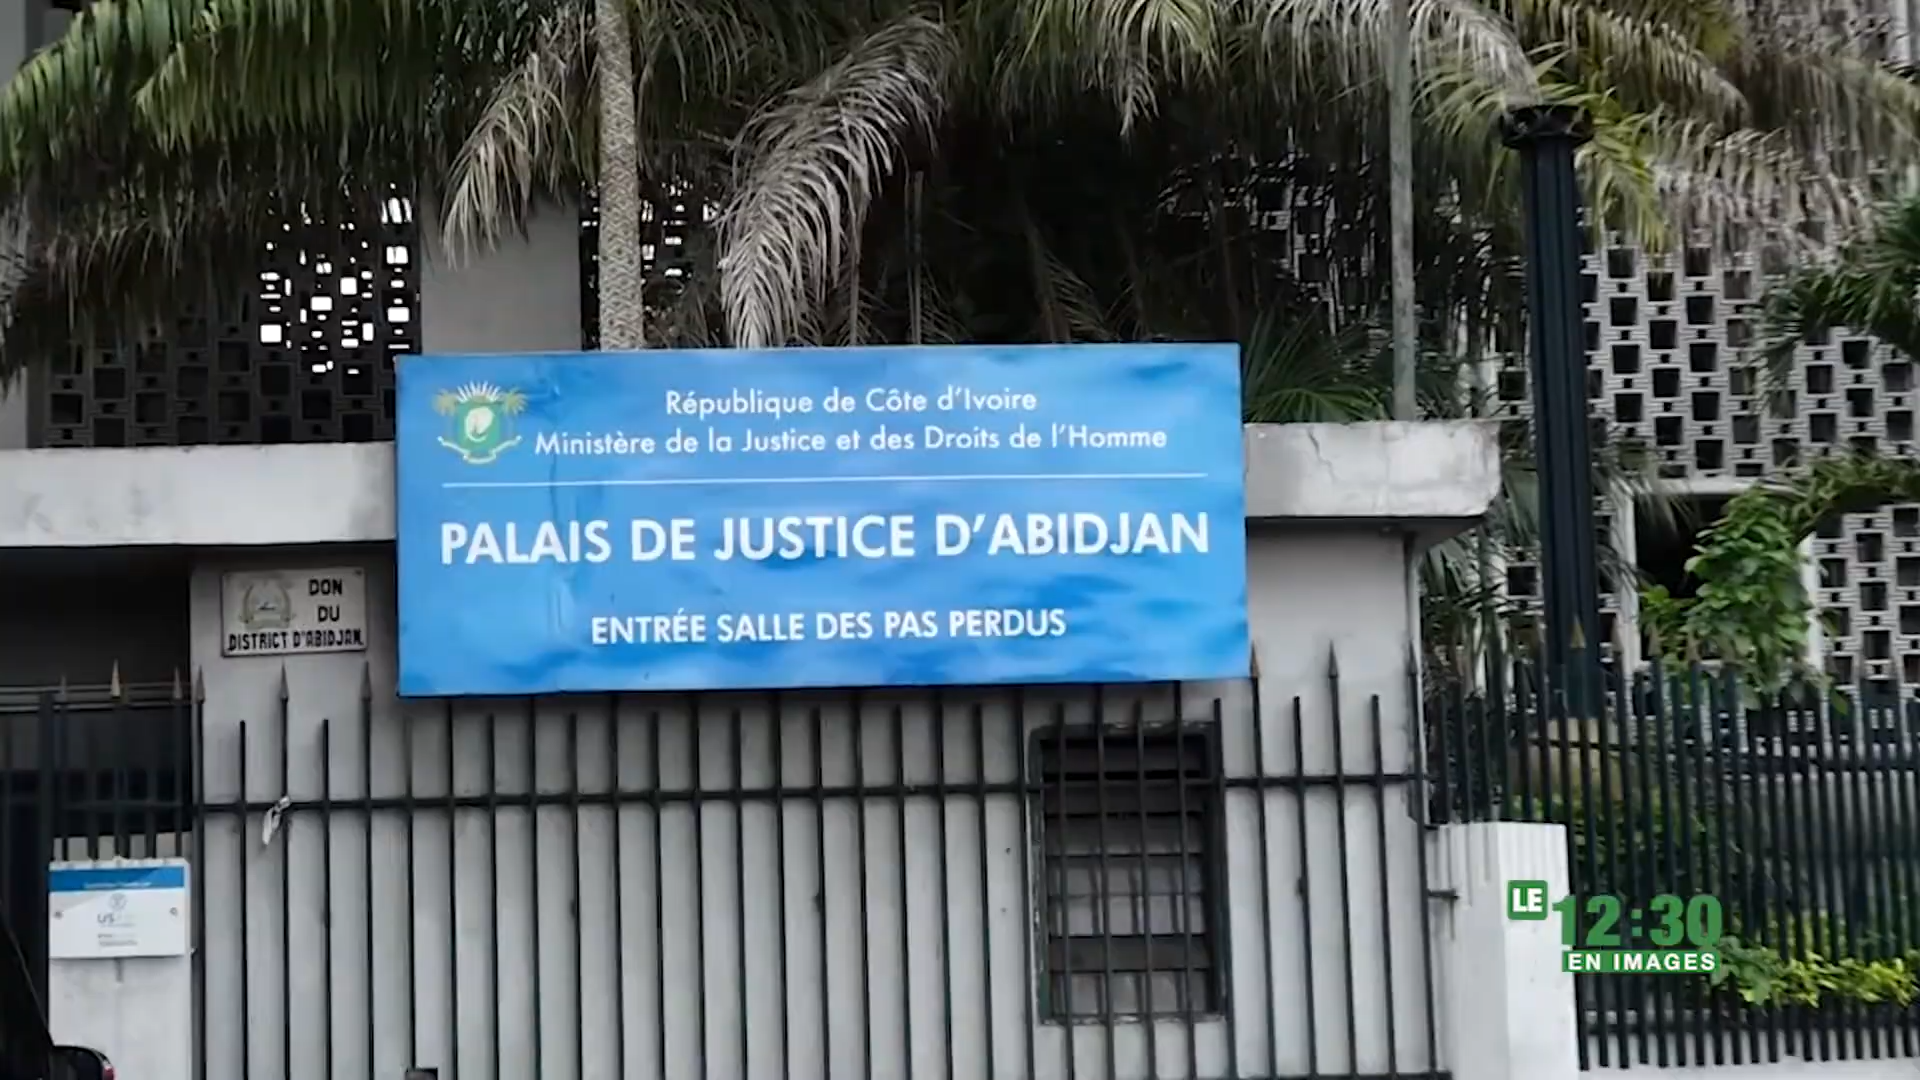 République de Côte d'Ivoire
Ministère de la Justice et des Droits de l'Homme
PALAIS DE JUSTICE D'ABIDJAN
ENTRÉE SALLE DES PAS PERDUS
DON
DU
DISTRICT D'ABIDJAN
LE
12:30
EN IMAGES